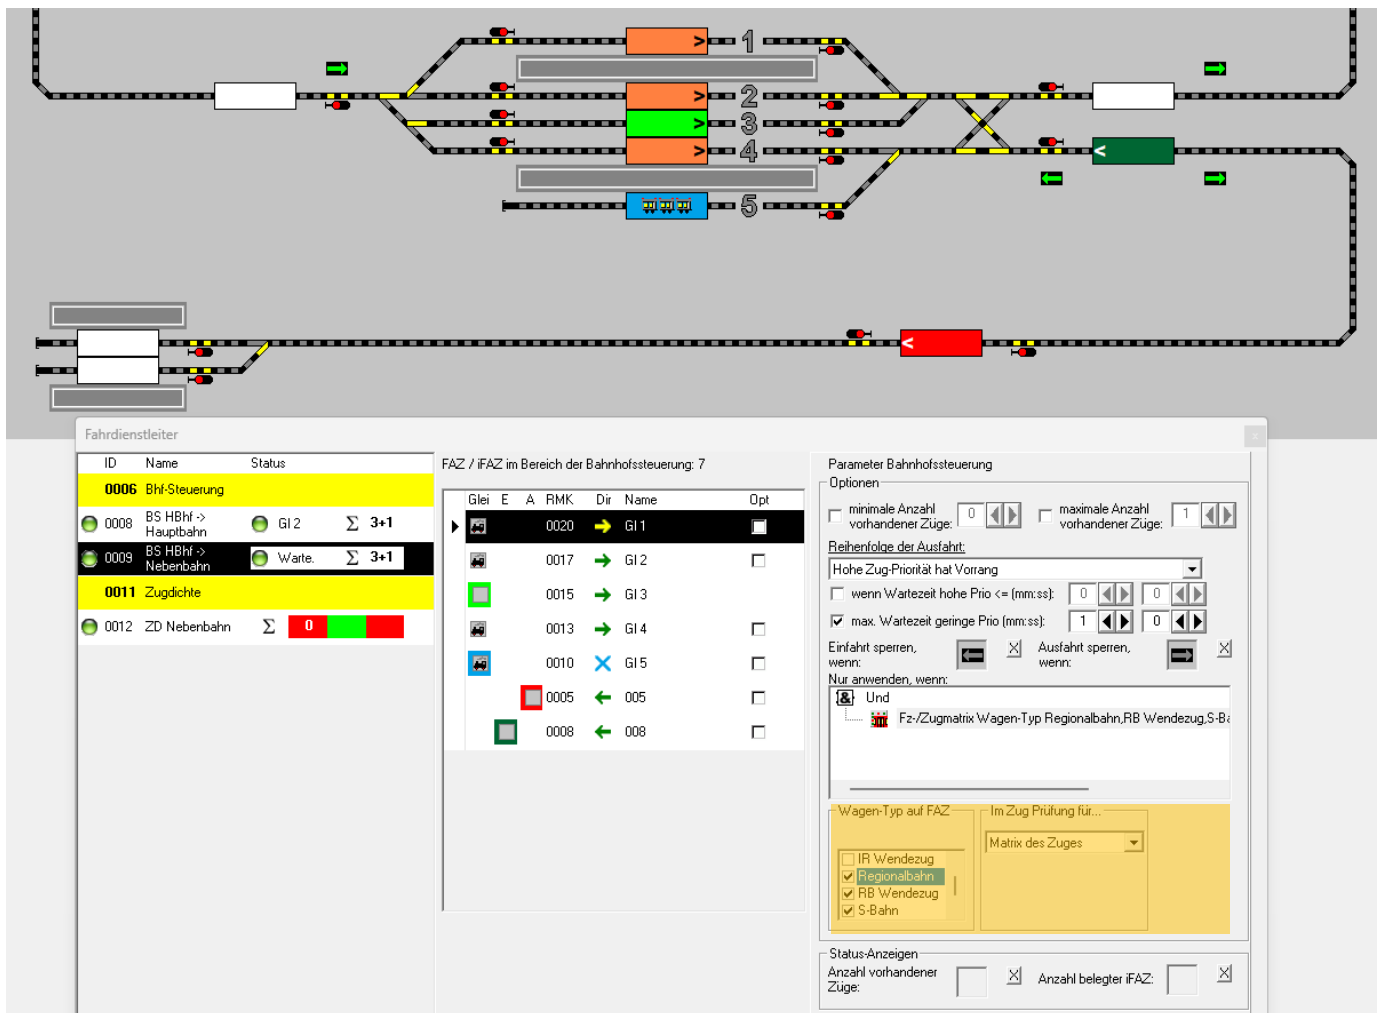 > 1
> 2
> 3
> 4
<
5
<
Fahrdienstleiter
x
ID Name Status
0006 Bhf-Steuerung
0008 BS HBhf -> Hauptbahn Gl 2 Σ 3+1
0009 BS HBhf -> Nebenbahn Warte. Σ 3+1
0011 Zugdichte
0012 ZD Nebenbahn Σ 0
FAZ / iFAZ im Bereich der Bahnhofssteuerung: 7
Glei E A RMK Dir Name Opt
0020 Gl 1
0017 Gl 2
0015 Gl 3
0013 Gl 4
0010 Gl 5
0005 005
0008 008
Parameter Bahnhofssteuerung
Optionen
minimale Anzahl vorhandener Züge: 0
maximale Anzahl vorhandener Züge: 1
Reihenfolge der Ausfahrt:
Hohe Zug-Priorität hat Vorrang
wenn Wartezeit hohe Prio <= (mm:ss): 0 0
max. Wartezeit geringe Prio (mm:ss): 1 0
Einfahrt sperren, wenn: X
Ausfahrt sperren, wenn: X
Nur anwenden, wenn:
& Und
Fz-/Zugmatrix Wagen-Typ Regionalbahn,RB Wendezug,S-Ba
Wagen-Typ auf FAZ
IR Wendezug
Regionalbahn
RB Wendezug
S-Bahn
Im Zug Prüfung für...
Matrix des Zuges
Status-Anzeigen
Anzahl vorhandener Züge: X
Anzahl belegter iFAZ: X